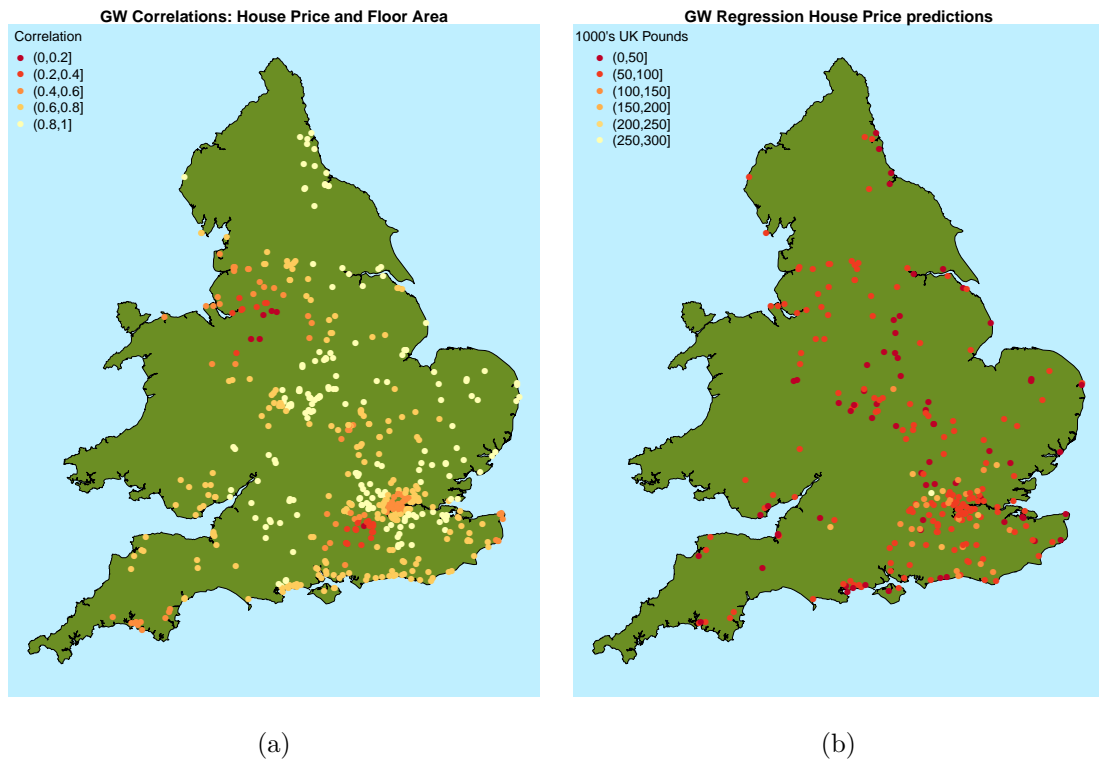 GW Correlations: House Price and Floor Area
Correlation
(0,0.2]
(0.2,0.4]
(0.4,0.6]
(0.6,0.8]
(0.8,1]
(a)
GW Regression House Price predictions
1000's UK Pounds
(0,50]
(50,100]
(100,150]
(150,200]
(200,250]
(250,300]
(b)